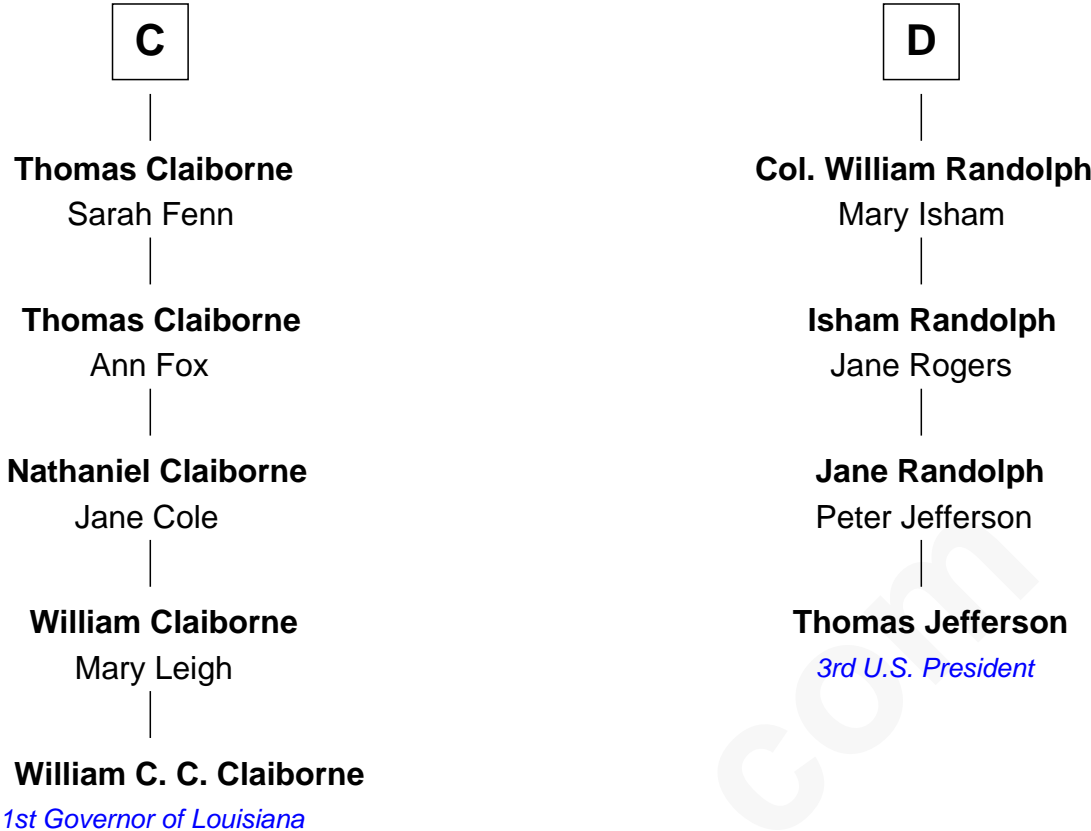 C
Thomas Claiborne
Sarah Fenn
Thomas Claiborne
Ann Fox
Nathaniel Claiborne
Jane Cole
William Claiborne
Mary Leigh
William C. C. Claiborne
1st Governor of Louisiana
D
Col. William Randolph
Mary Isham
Isham Randolph
Jane Rogers
Jane Randolph
Peter Jefferson
Thomas Jefferson
3rd U.S. President
com